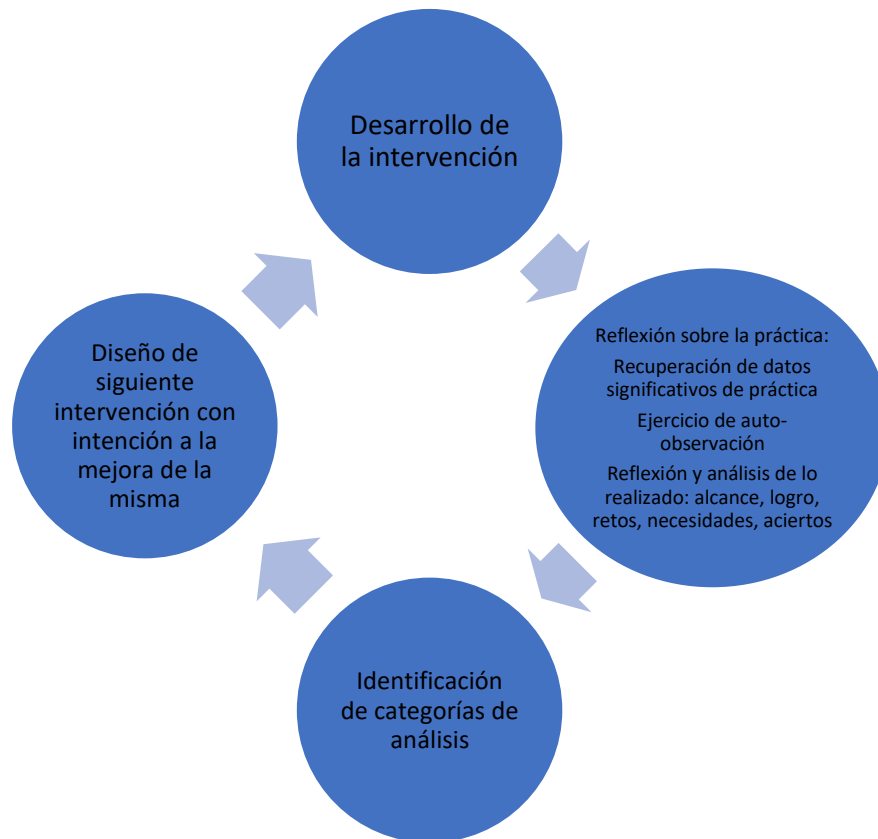 Desarrollo de
la intervención
Reflexión sobre la práctica:
Recuperación de datos
significativos de práctica
Ejercicio de auto-
observación
Reflexión y análisis de lo
realizado: alcance, logro,
retos, necesidades, aciertos
Identificación
de categorías de
análisis
Diseño de
siguiente
intervención con
intención a la
mejora de la
misma